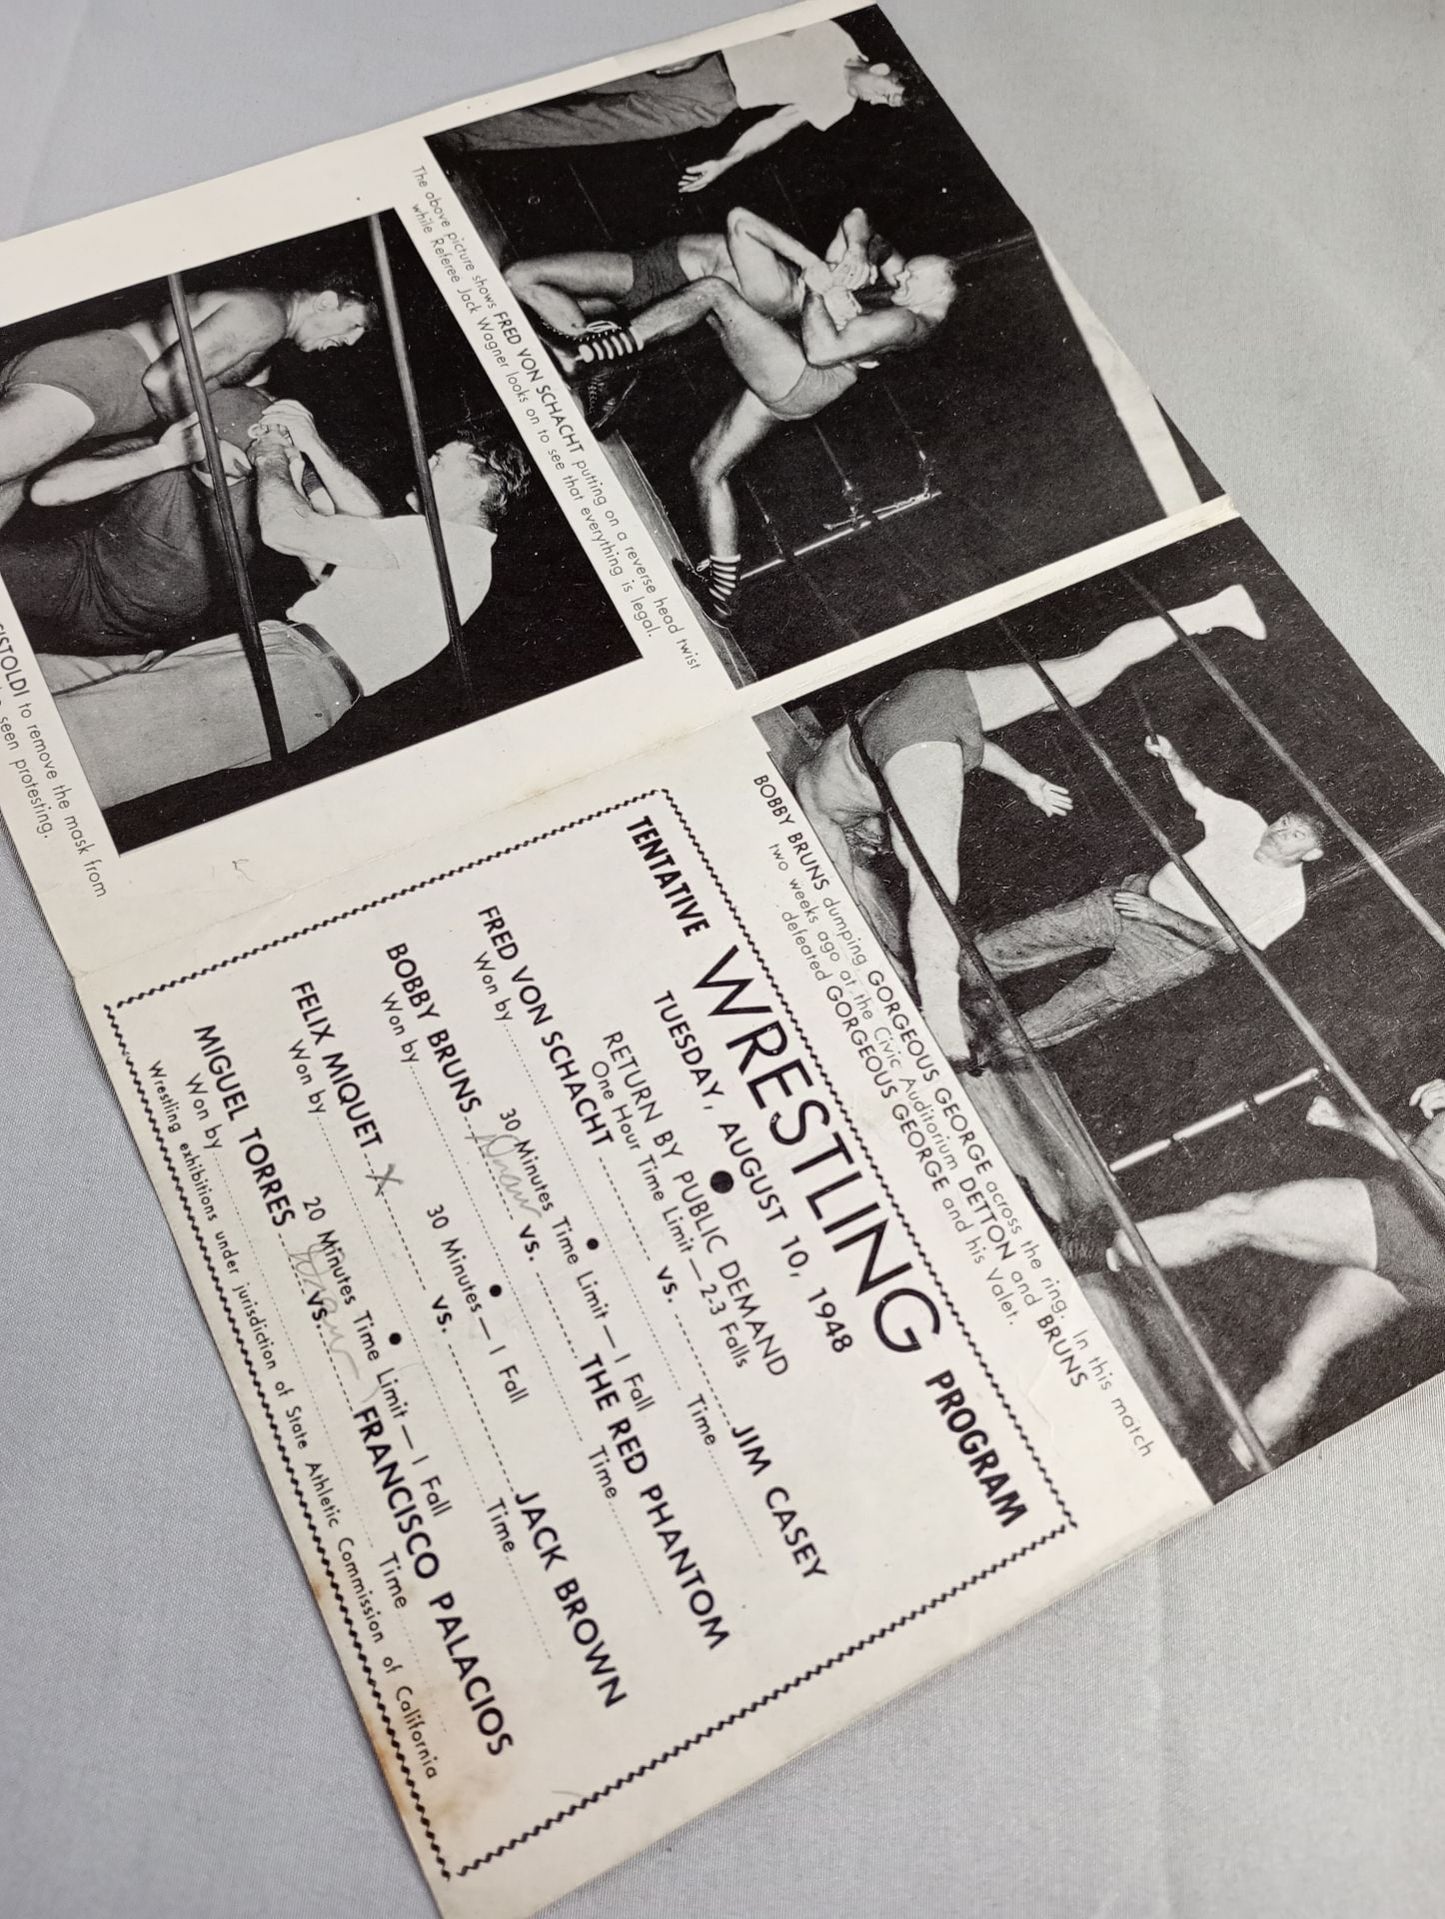 The above picture shows FRED VON SCHACHT putting on a reverse head twist
while Referee Jack Wagner looks on to see that everything is legal.
BOBBY BRUNS dumping GORGEOUS GEORGE across the ring. In this match
two weeks ago at the Civic Auditorium DETTON and BRUNS
defeated GORGEOUS GEORGE and his Valet.
to remove the mask from
seen protesting.
TENTATIVE WRESTLING PROGRAM
TUESDAY, AUGUST 10, 1948
RETURN BY PUBLIC DEMAND
One Hour Time Limit — 2-3 Falls
FRED VON SCHACHT vs. JIM CASEY
Won by Time
30 Minutes Time Limit — 1 Fall
BOBBY BRUNS Draw vs. THE RED PHANTOM
Won by Time
30 Minutes — 1 Fall
FELIX MIQUET X vs. JACK BROWN
Won by Time
20 Minutes Time Limit — 1 Fall
MIGUEL TORRES Draw vs. FRANCISCO PALACIOS
Won by Time
Wrestling exhibitions under jurisdiction of State Athletic Commission of California